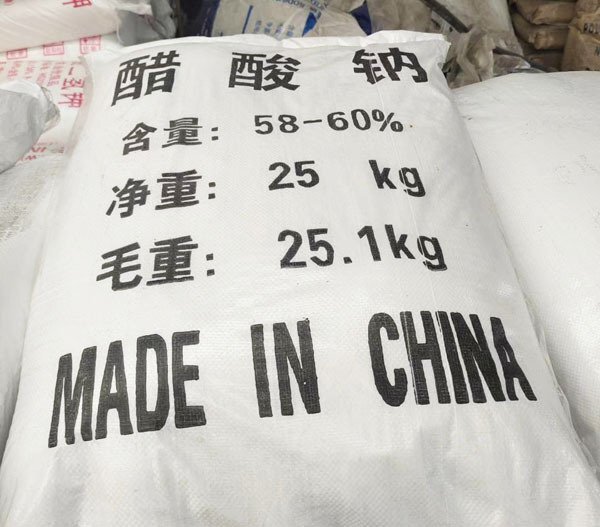 醋酸钠
含量: 58-60%
净重: 25 kg
毛重: 25.1kg
MADE IN CHINA